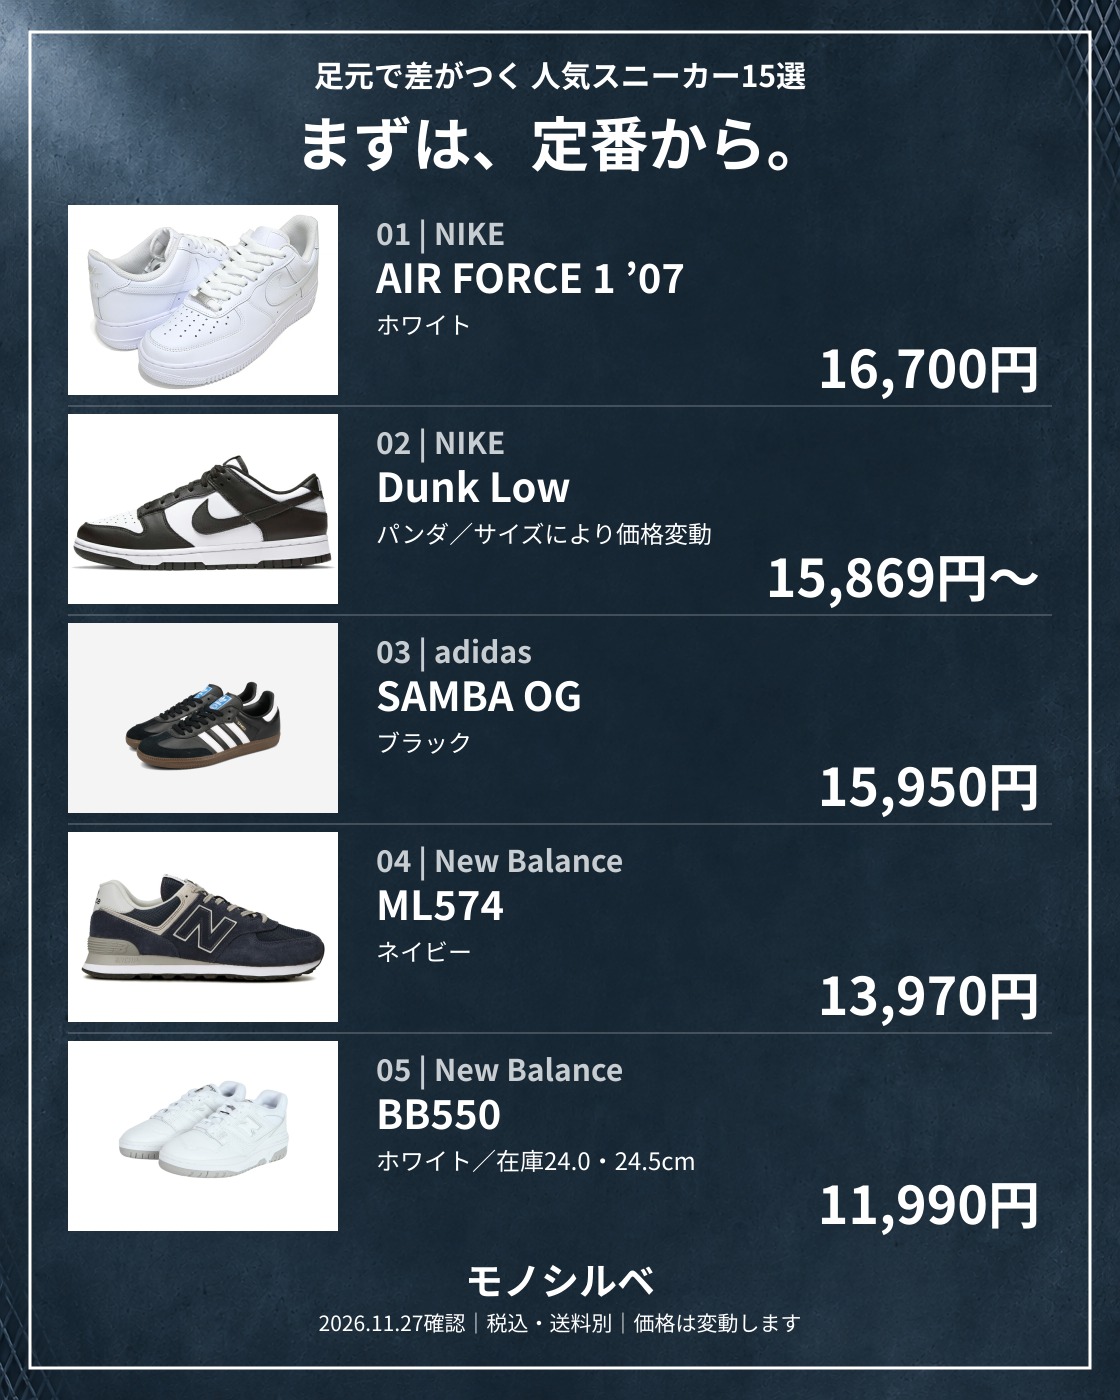 足元で差がつく 人気スニーカー15選
まずは、定番から。
01 | NIKE
AIR FORCE 1 ’07
ホワイト
16,700円
02 | NIKE
Dunk Low
パンダ／サイズにより価格変動
15,869円〜
03 | adidas
SAMBA OG
ブラック
15,950円
04 | New Balance
ML574
ネイビー
13,970円
05 | New Balance
BB550
ホワイト／在庫24.0・24.5cm
11,990円
モノシルベ
2026.11.27確認｜税込・送料別｜価格は変動します